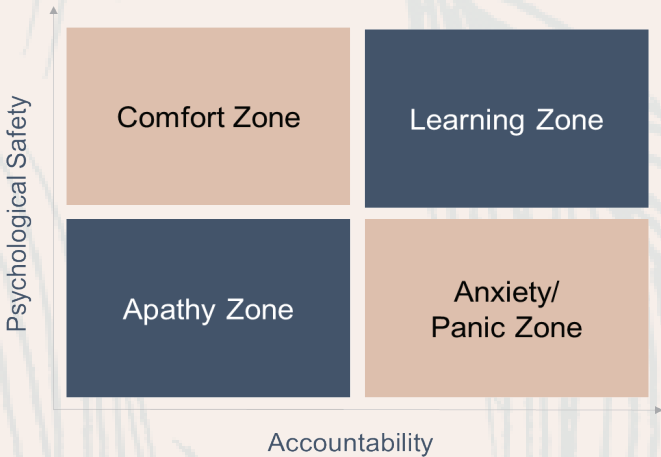 Psychological Safety
Comfort Zone
Learning Zone
Apathy Zone
Anxiety/
Panic Zone
Accountability